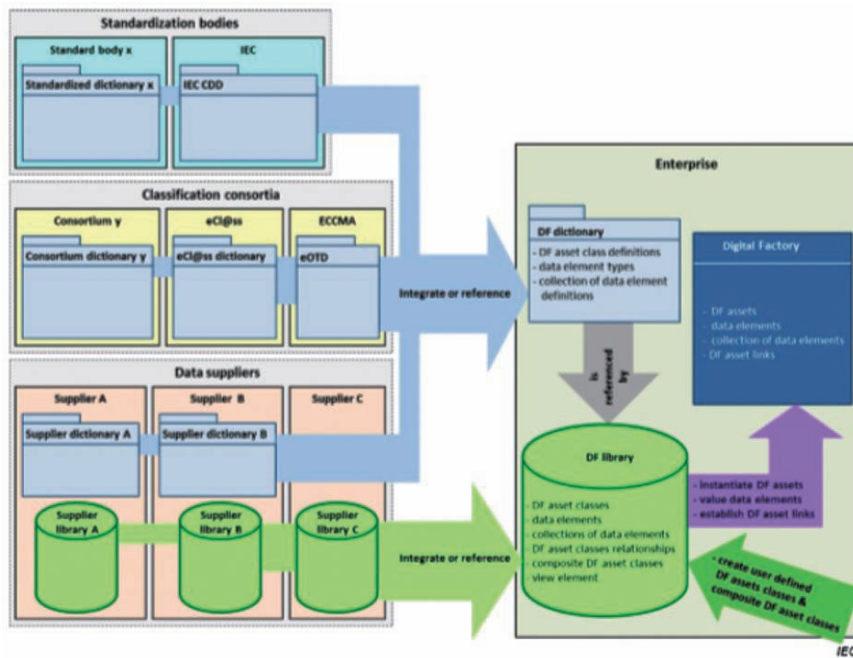 Standardization bodies
Standard body x
IEC
Standardized dictionary x
IEC CDD
Classification consortia
Consortium y
eCl@ss
ECCMA
Consortium dictionary y
eCl@ss dictionary
eOTD
Integrate or reference
Data suppliers
Supplier A
Supplier B
Supplier C
Supplier dictionary A
Supplier dictionary B
Supplier
library A
Supplier
library B
Supplier
library C
Integrate or reference
Enterprise
DF dictionary
- DF asset class definitions
- data element types
- collection of data element
definitions
is
referenced
by
Digital Factory
- DF assets
- data elements
- collection of data elements
- DF asset links
DF library
- DF asset classes
- data elements
- collections of data elements
- DF asset classes relationships
- composite DF asset classes
view element
- Instantiate DF assets
- value data elements
- establish DF asset links
- create user defined
DF assets classes &
composite DF asset classes
IEC